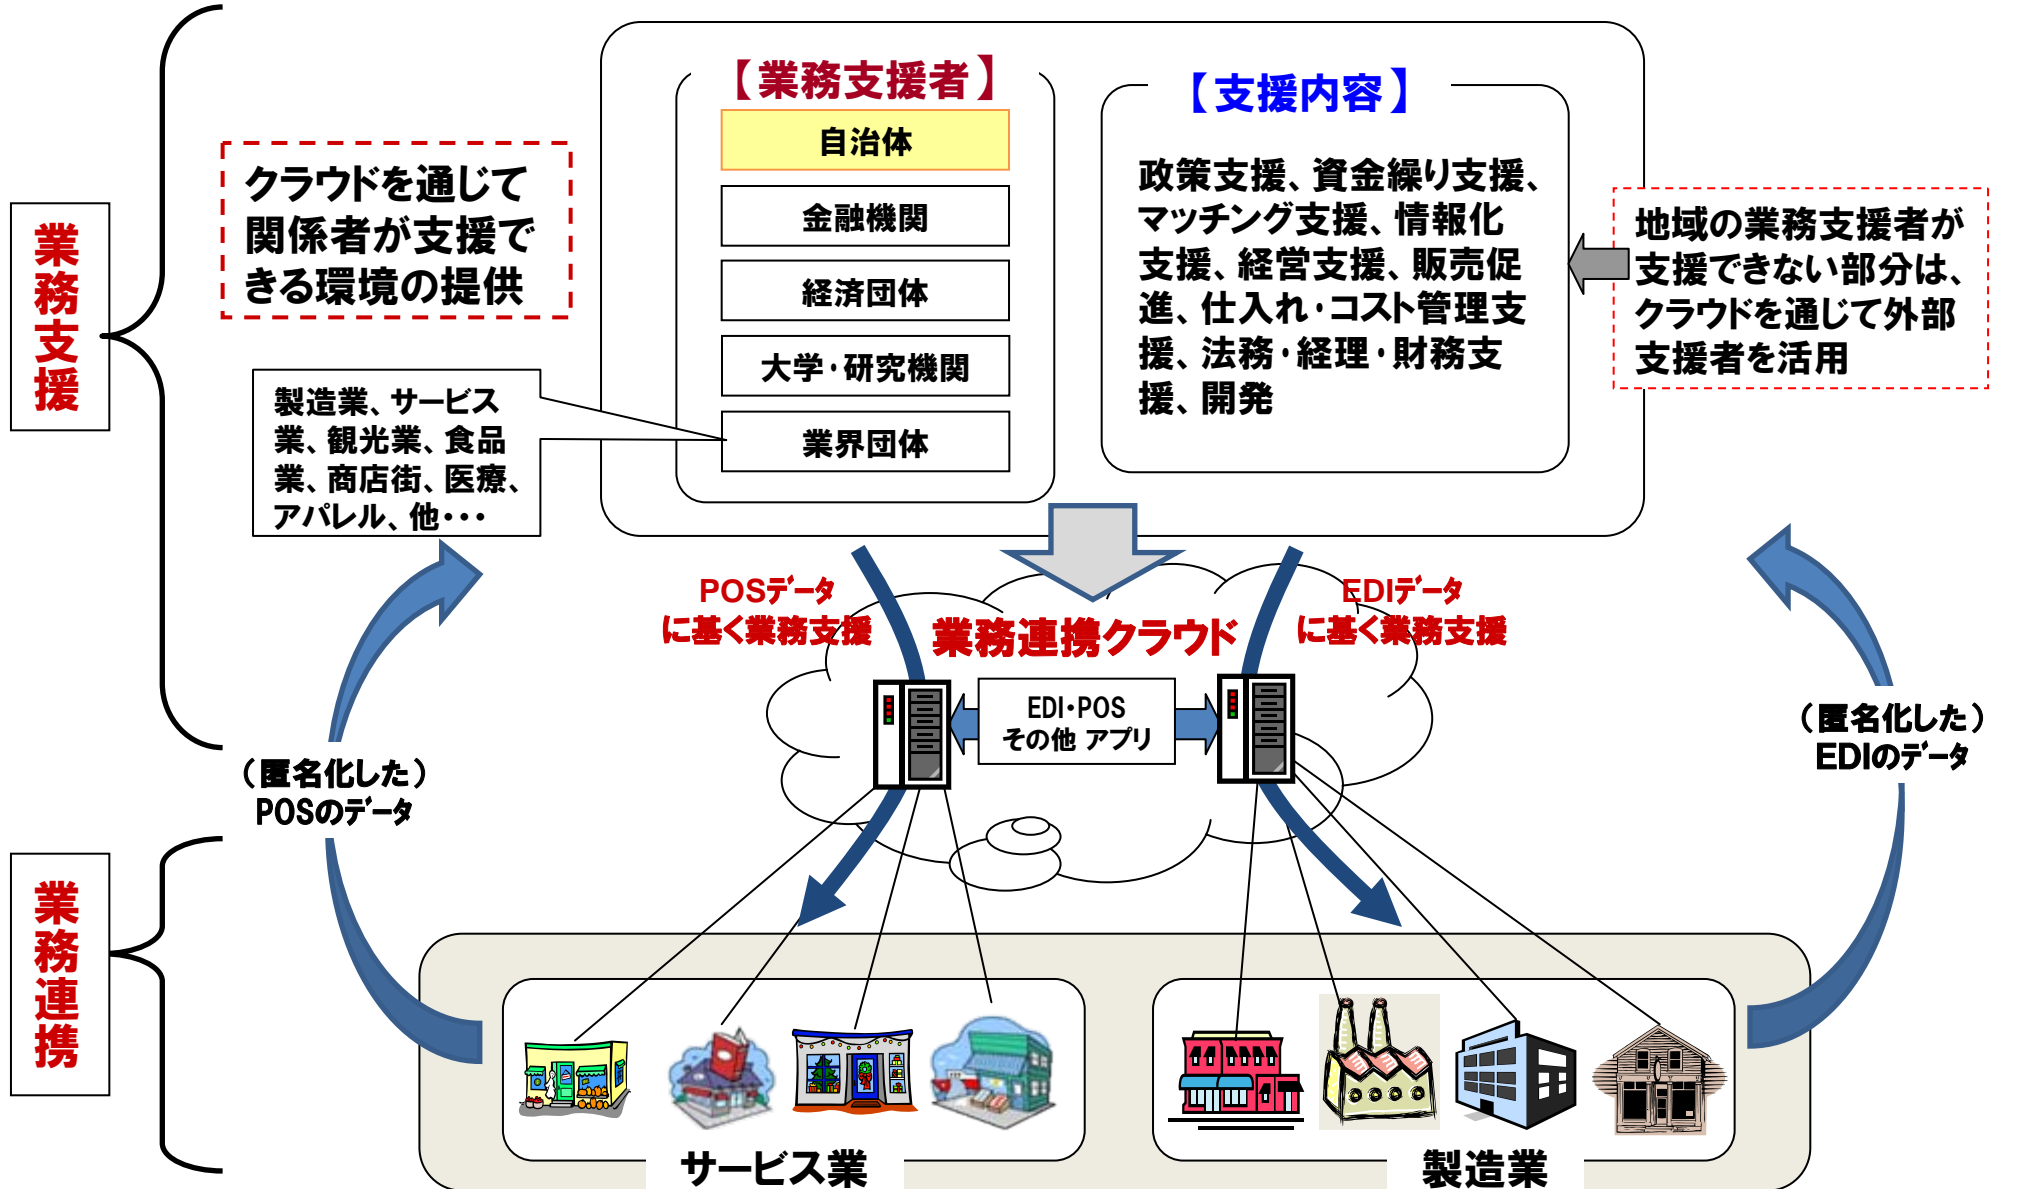 【業務支援者】
自治体
金融機関
経済団体
大学・研究機関
業界団体
【支援内容】
政策支援、資金繰り支援、
マッチング支援、情報化
支援、経営支援、販売促
進、仕入れ・コスト管理支
援、法務・経理・財務支
援、開発
業務支援
クラウドを通じて
関係者が支援で
きる環境の提供
地域の業務支援者が
支援できない部分は、
クラウドを通じて外部
支援者を活用
製造業、サービス
業、観光業、食品
業、商店街、医療、
アパレル、他・・・
POSデータ
に基く業務支援
業務連携クラウド
EDIデータ
に基く業務支援
EDI・POS
その他 アプリ
（匿名化した）
POSのデータ
（匿名化した）
EDIのデータ
業務連携
サービス業
製造業